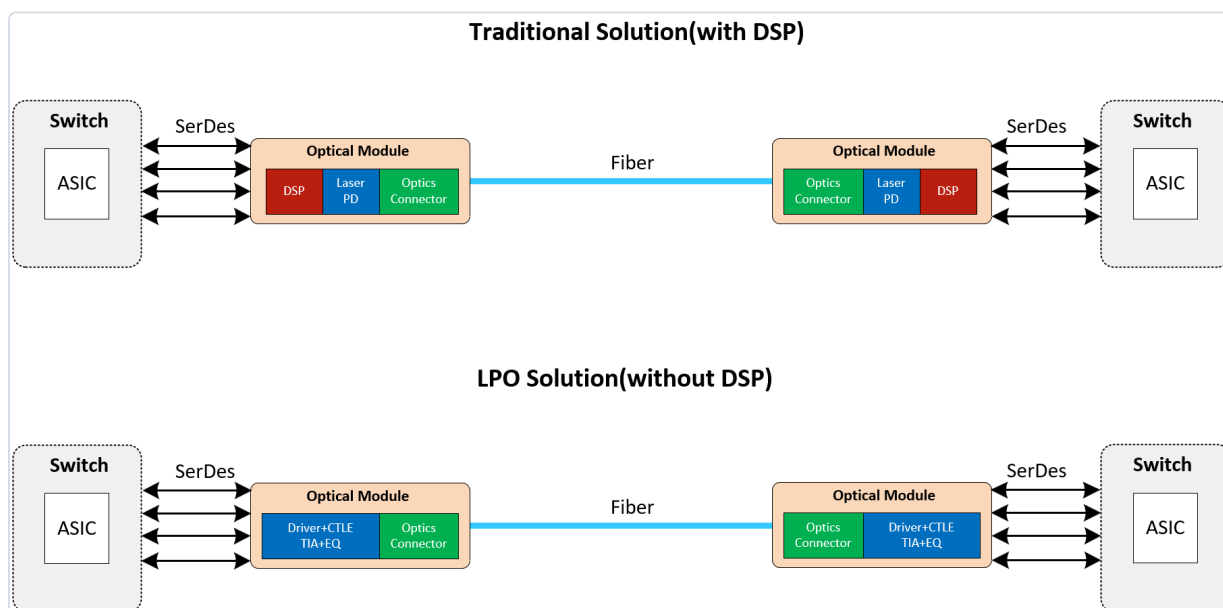 Traditional Solution(with DSP)
Switch
SerDes
ASIC
Optical Module
DSP
Laser
PD
Optics
Connector
Fiber
Optical Module
Optics
Connector
Laser
PD
DSP
SerDes
Switch
ASIC
LPO Solution(without DSP)
Switch
SerDes
ASIC
Optical Module
Driver+CTLE
TIA+EQ
Optics
Connector
Fiber
Optical Module
Optics
Connector
Driver+CTLE
TIA+EQ
SerDes
Switch
ASIC